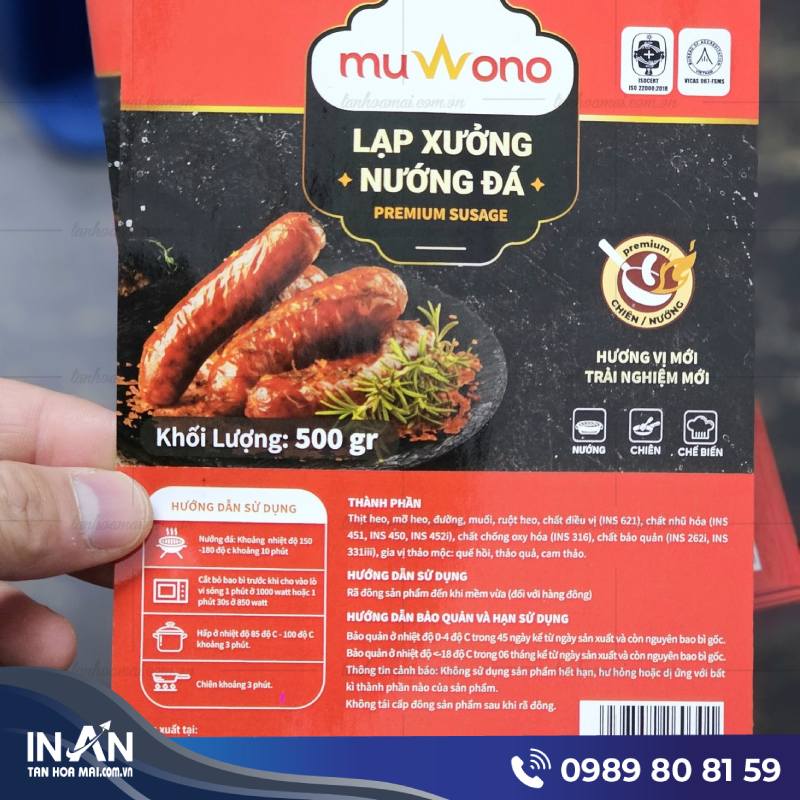 muWono
tanhoamai.com.vn
ISOCERT
ISO 22000:2018
BUREAU OF ACCREDITATION
VIETNAM
VICAS 067-FSMS
LẠP XƯỞNG
NƯỚNG ĐÁ
PREMIUM SUSAGE
premium
CHIÊN / NƯỚNG
HƯƠNG VỊ MỚI
TRẢI NGHIỆM MỚI
NƯỚNG CHIÊN CHẾ BIẾN
Khối Lượng: 500 gr
HƯỚNG DẪN SỬ DỤNG
Nướng đá: Khoảng nhiệt độ 150
-180 độ c khoảng 10 phút
Cắt bỏ bao bì trước khi cho vào lò
vi sóng 1 phút ở 1000 watt hoặc 1
phút 30s ở 850 watt
Hấp ở nhiệt độ 85 độ C - 100 độ C
khoảng 3 phút.
Chiên khoảng 3 phút.
xuất tại:
THÀNH PHẦN
Thịt heo, mỡ heo, đường, muối, ruột heo, chất điều vị (INS 621), chất nhũ hóa (INS
451, INS 450, INS 452i), chất chống oxy hóa (INS 316), chất bảo quản (INS 262i, INS
331iii), gia vị thảo mộc: quế hồi, thảo quả, cam thảo.
HƯỚNG DẪN SỬ DỤNG
Rã đông sản phẩm đến khi mềm vừa (đối với hàng đông)
HƯỚNG DẪN BẢO QUẢN VÀ HẠN SỬ DỤNG
Bảo quản ở nhiệt độ 0-4 độ C trong 45 ngày kể từ ngày sản xuất và còn nguyên bao bì gốc.
Bảo quản ở nhiệt độ <-18 độ C trong 06 tháng kể từ ngày sản xuất và còn nguyên bao bì gốc.
Thông tin cảnh báo: Không sử dụng sản phẩm hết hạn, hư hỏng hoặc dị ứng với bất
kì thành phần nào của sản phẩm.
Không tái cấp đông sản phẩm sau khi rã đông.
IN ẤN
TAN HOA MAI.COM.VN
0989 80 81 59